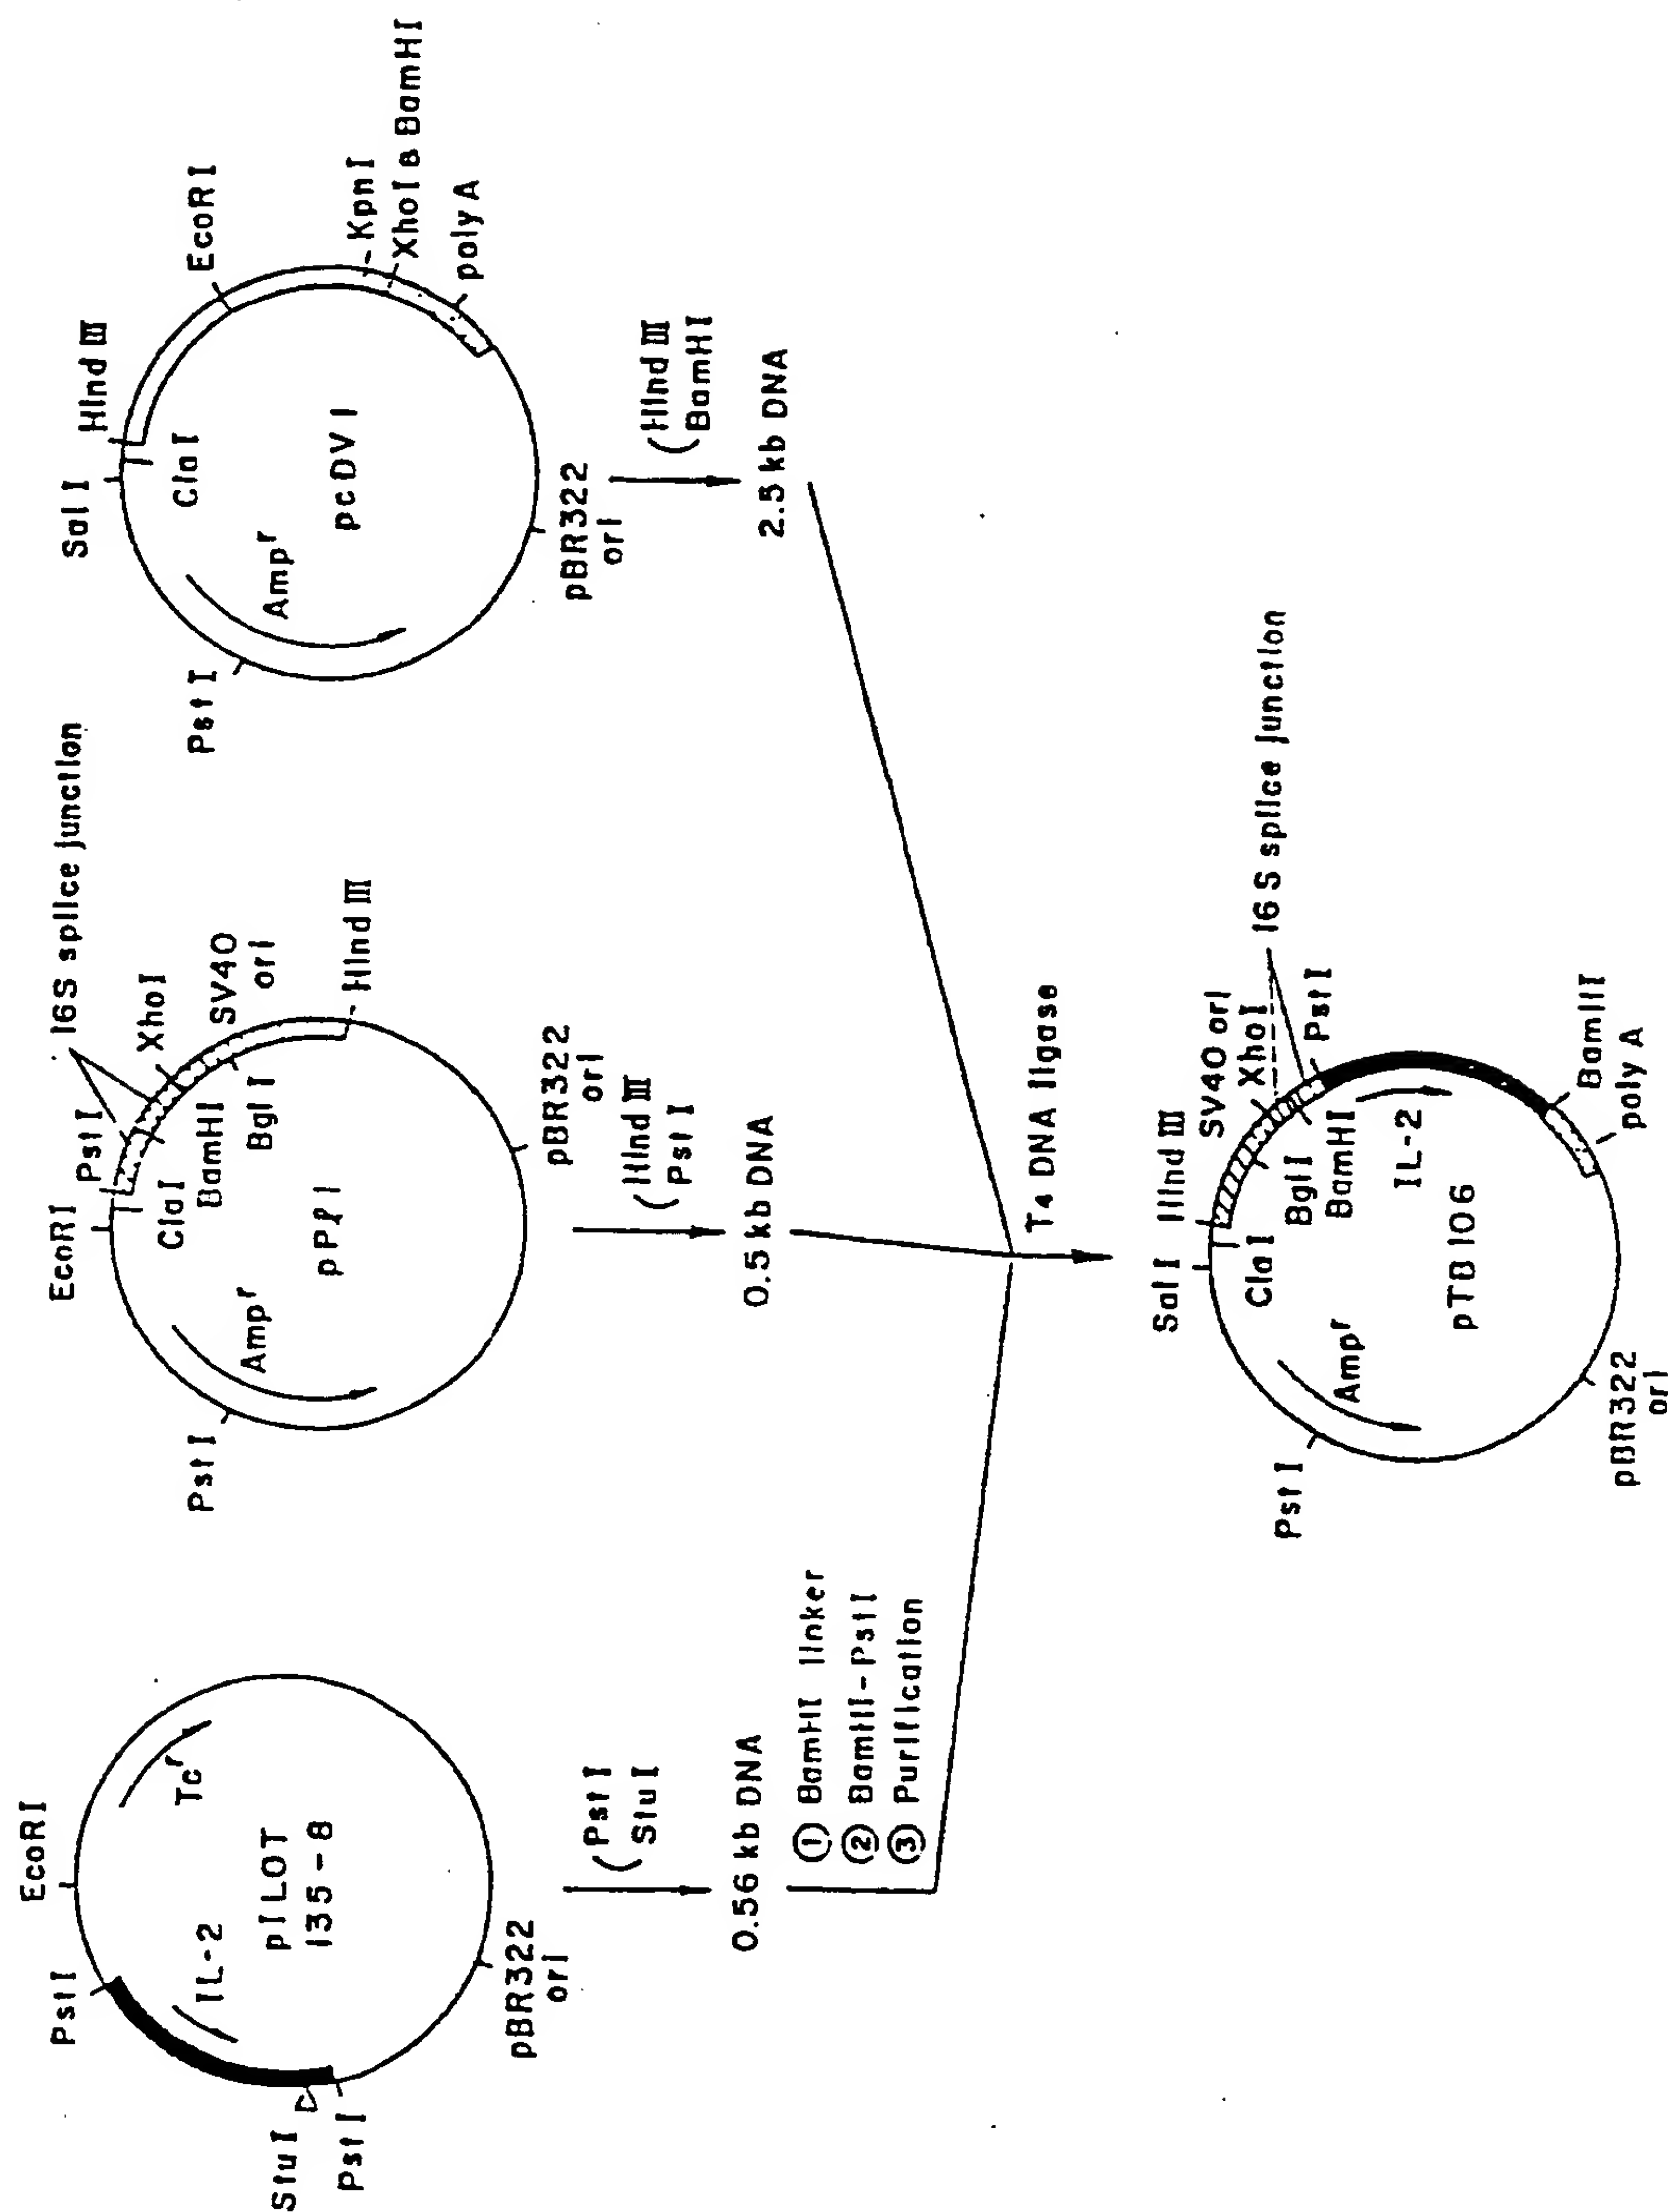 EcoRI
PstI
Tcr
IL-2
pILOT
135-8
StuI
PstI
pBR322
ori
(PstI
StuI
0.56 kb DNA
① BamHI linker
② BamHI-PstI
③ Purification
16S splice junction
EcoRI
PstI
XhoI
ClaI
BamHI
SV40
ori
BglI
HindIII
Ampr
pPℓI
PstI
pBR322
ori
(HindIII
PstI
0.5 kb DNA
SalI
HindIII
ClaI
EcoRI
Ampr
pcDVI
KpnI
XhoI & BamHI
polyA
PstI
pBR322
ori
(HindIII
BamHI
2.5 kb DNA
T4 DNA ligase
16S splice junction
SalI
HindIII
SV40 ori
XhoI
PstI
ClaI
BglI
BamHI
IL-2
Ampr
pTB106
BamHI
polyA
PstI
pBR322
ori